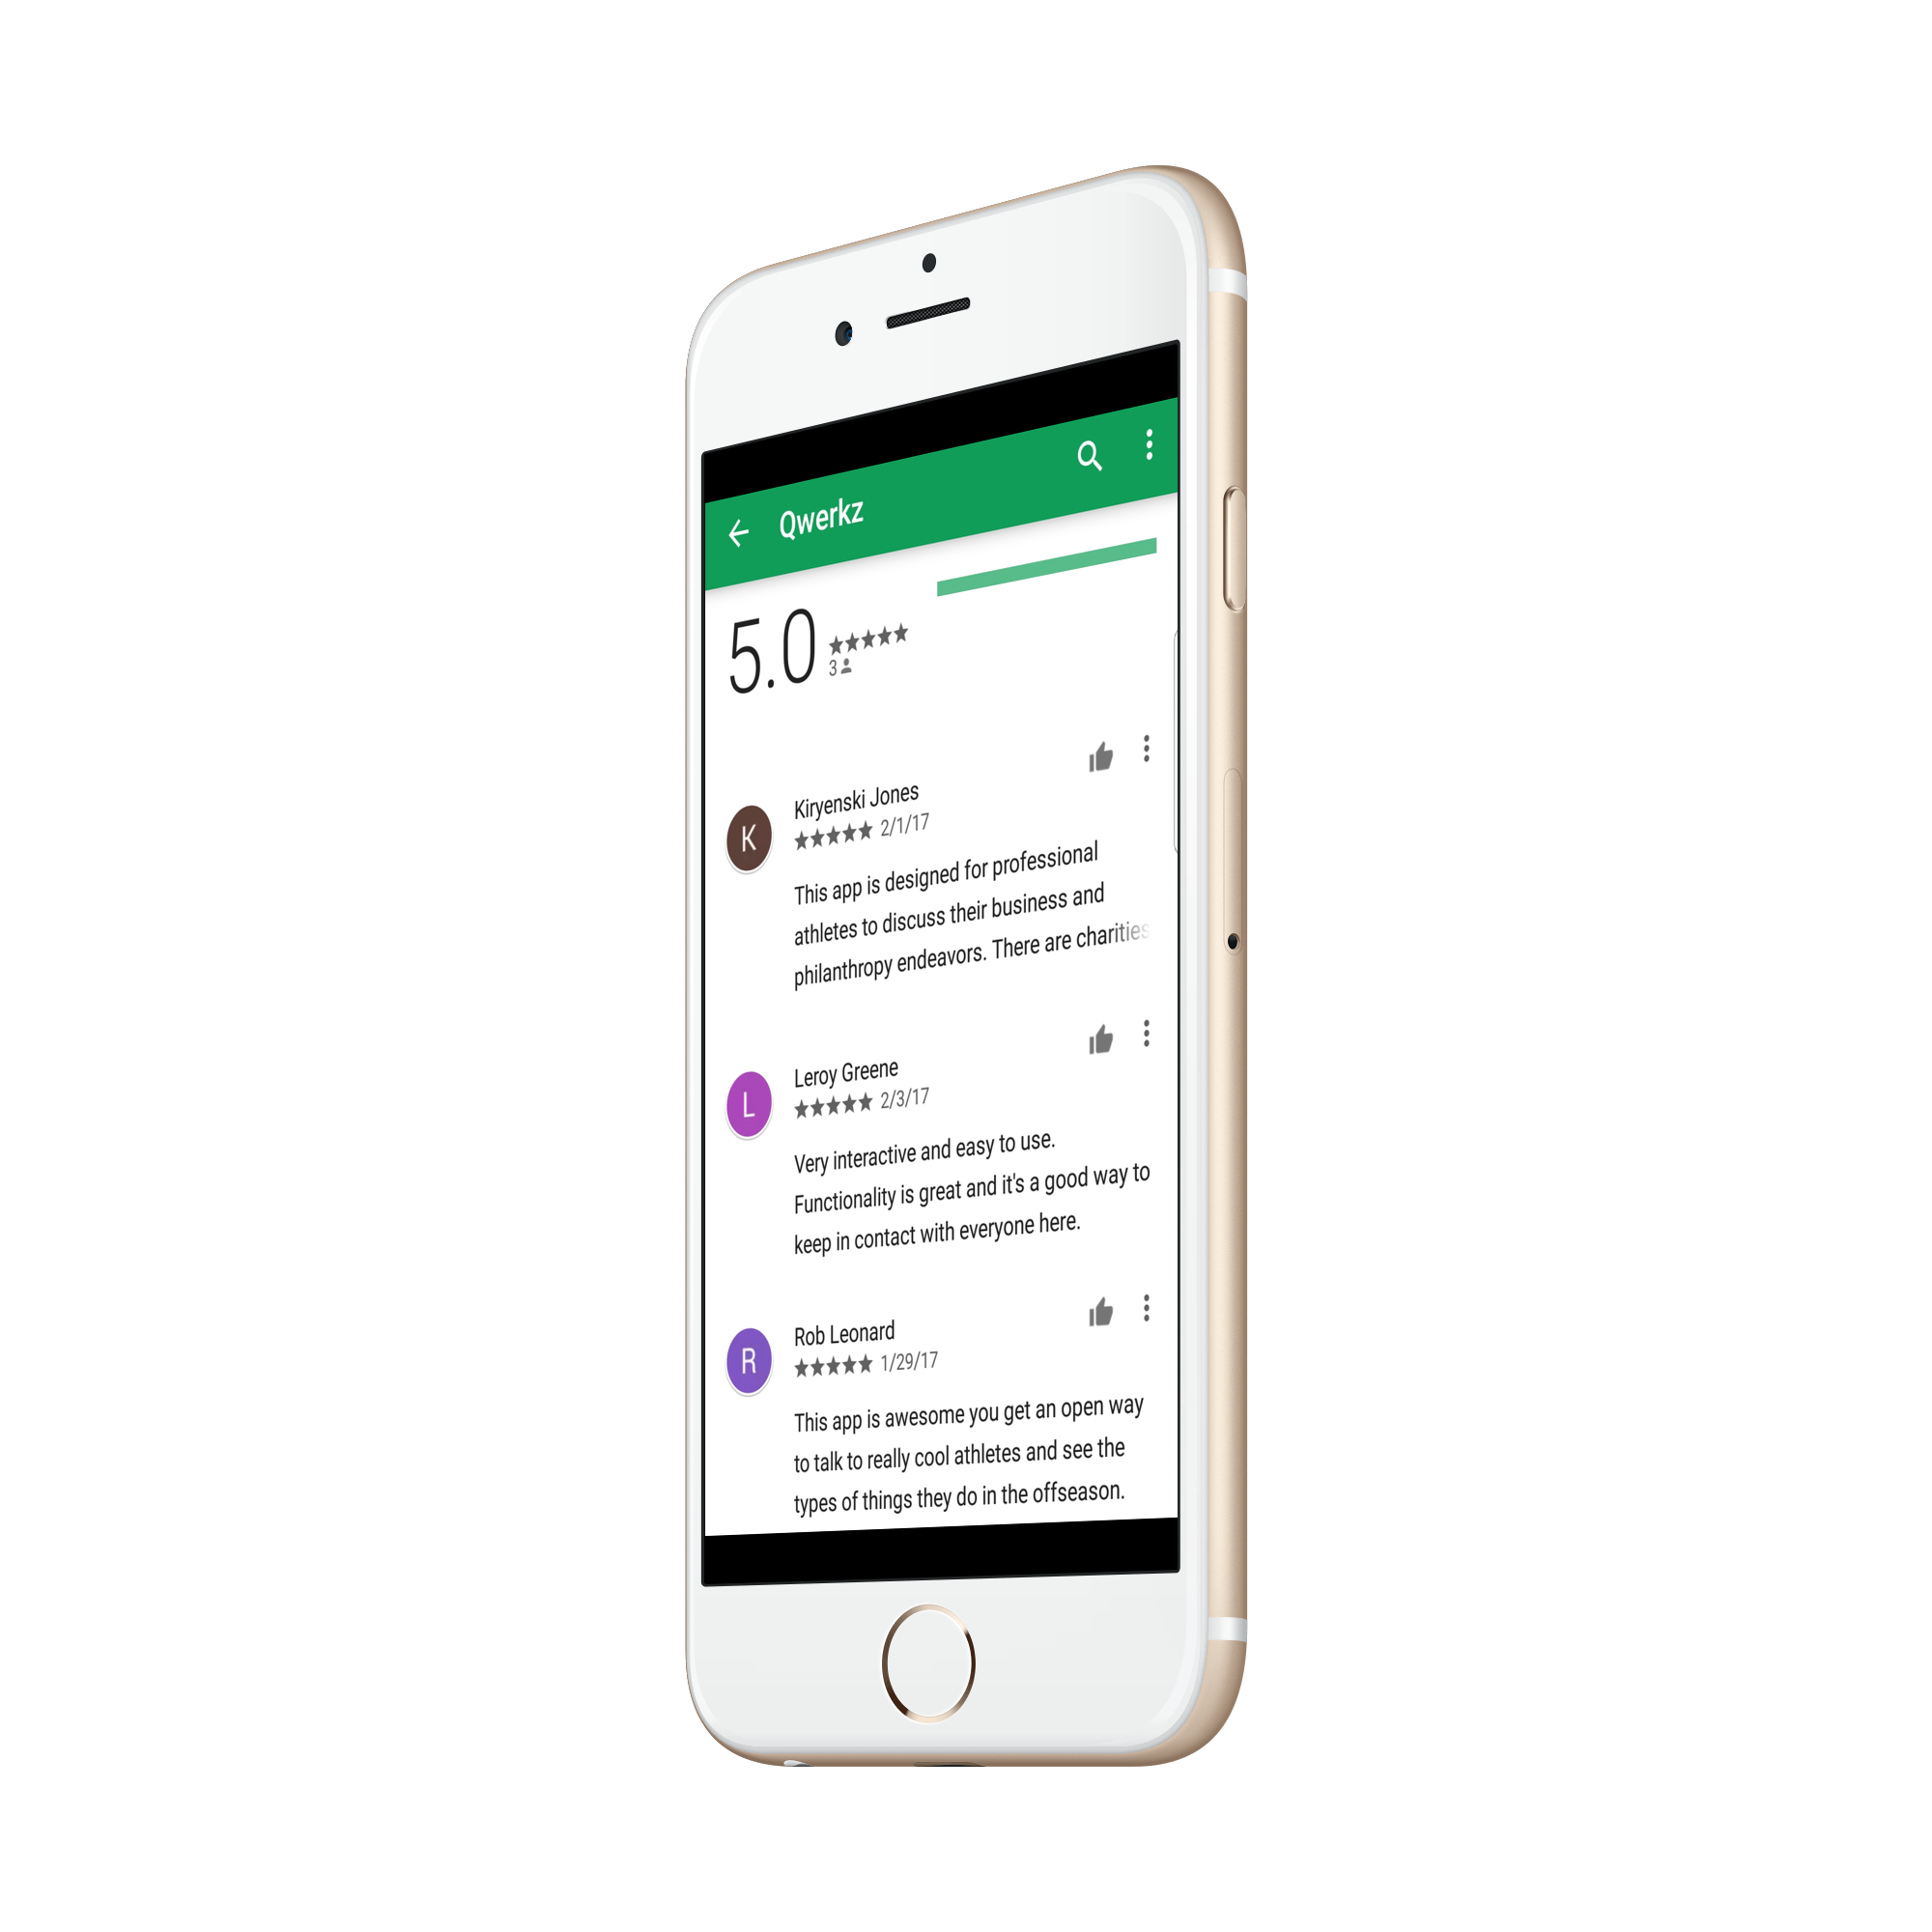 Qwerkz
5.0
3
K
Kiryenski Jones
2/1/17
This app is designed for professional
athletes to discuss their business and
philanthropy endeavors. There are charities
L
Leroy Greene
2/3/17
Very interactive and easy to use.
Functionality is great and it's a good way to
keep in contact with everyone here.
R
Rob Leonard
1/29/17
This app is awesome you get an open way
to talk to really cool athletes and see the
types of things they do in the offseason.